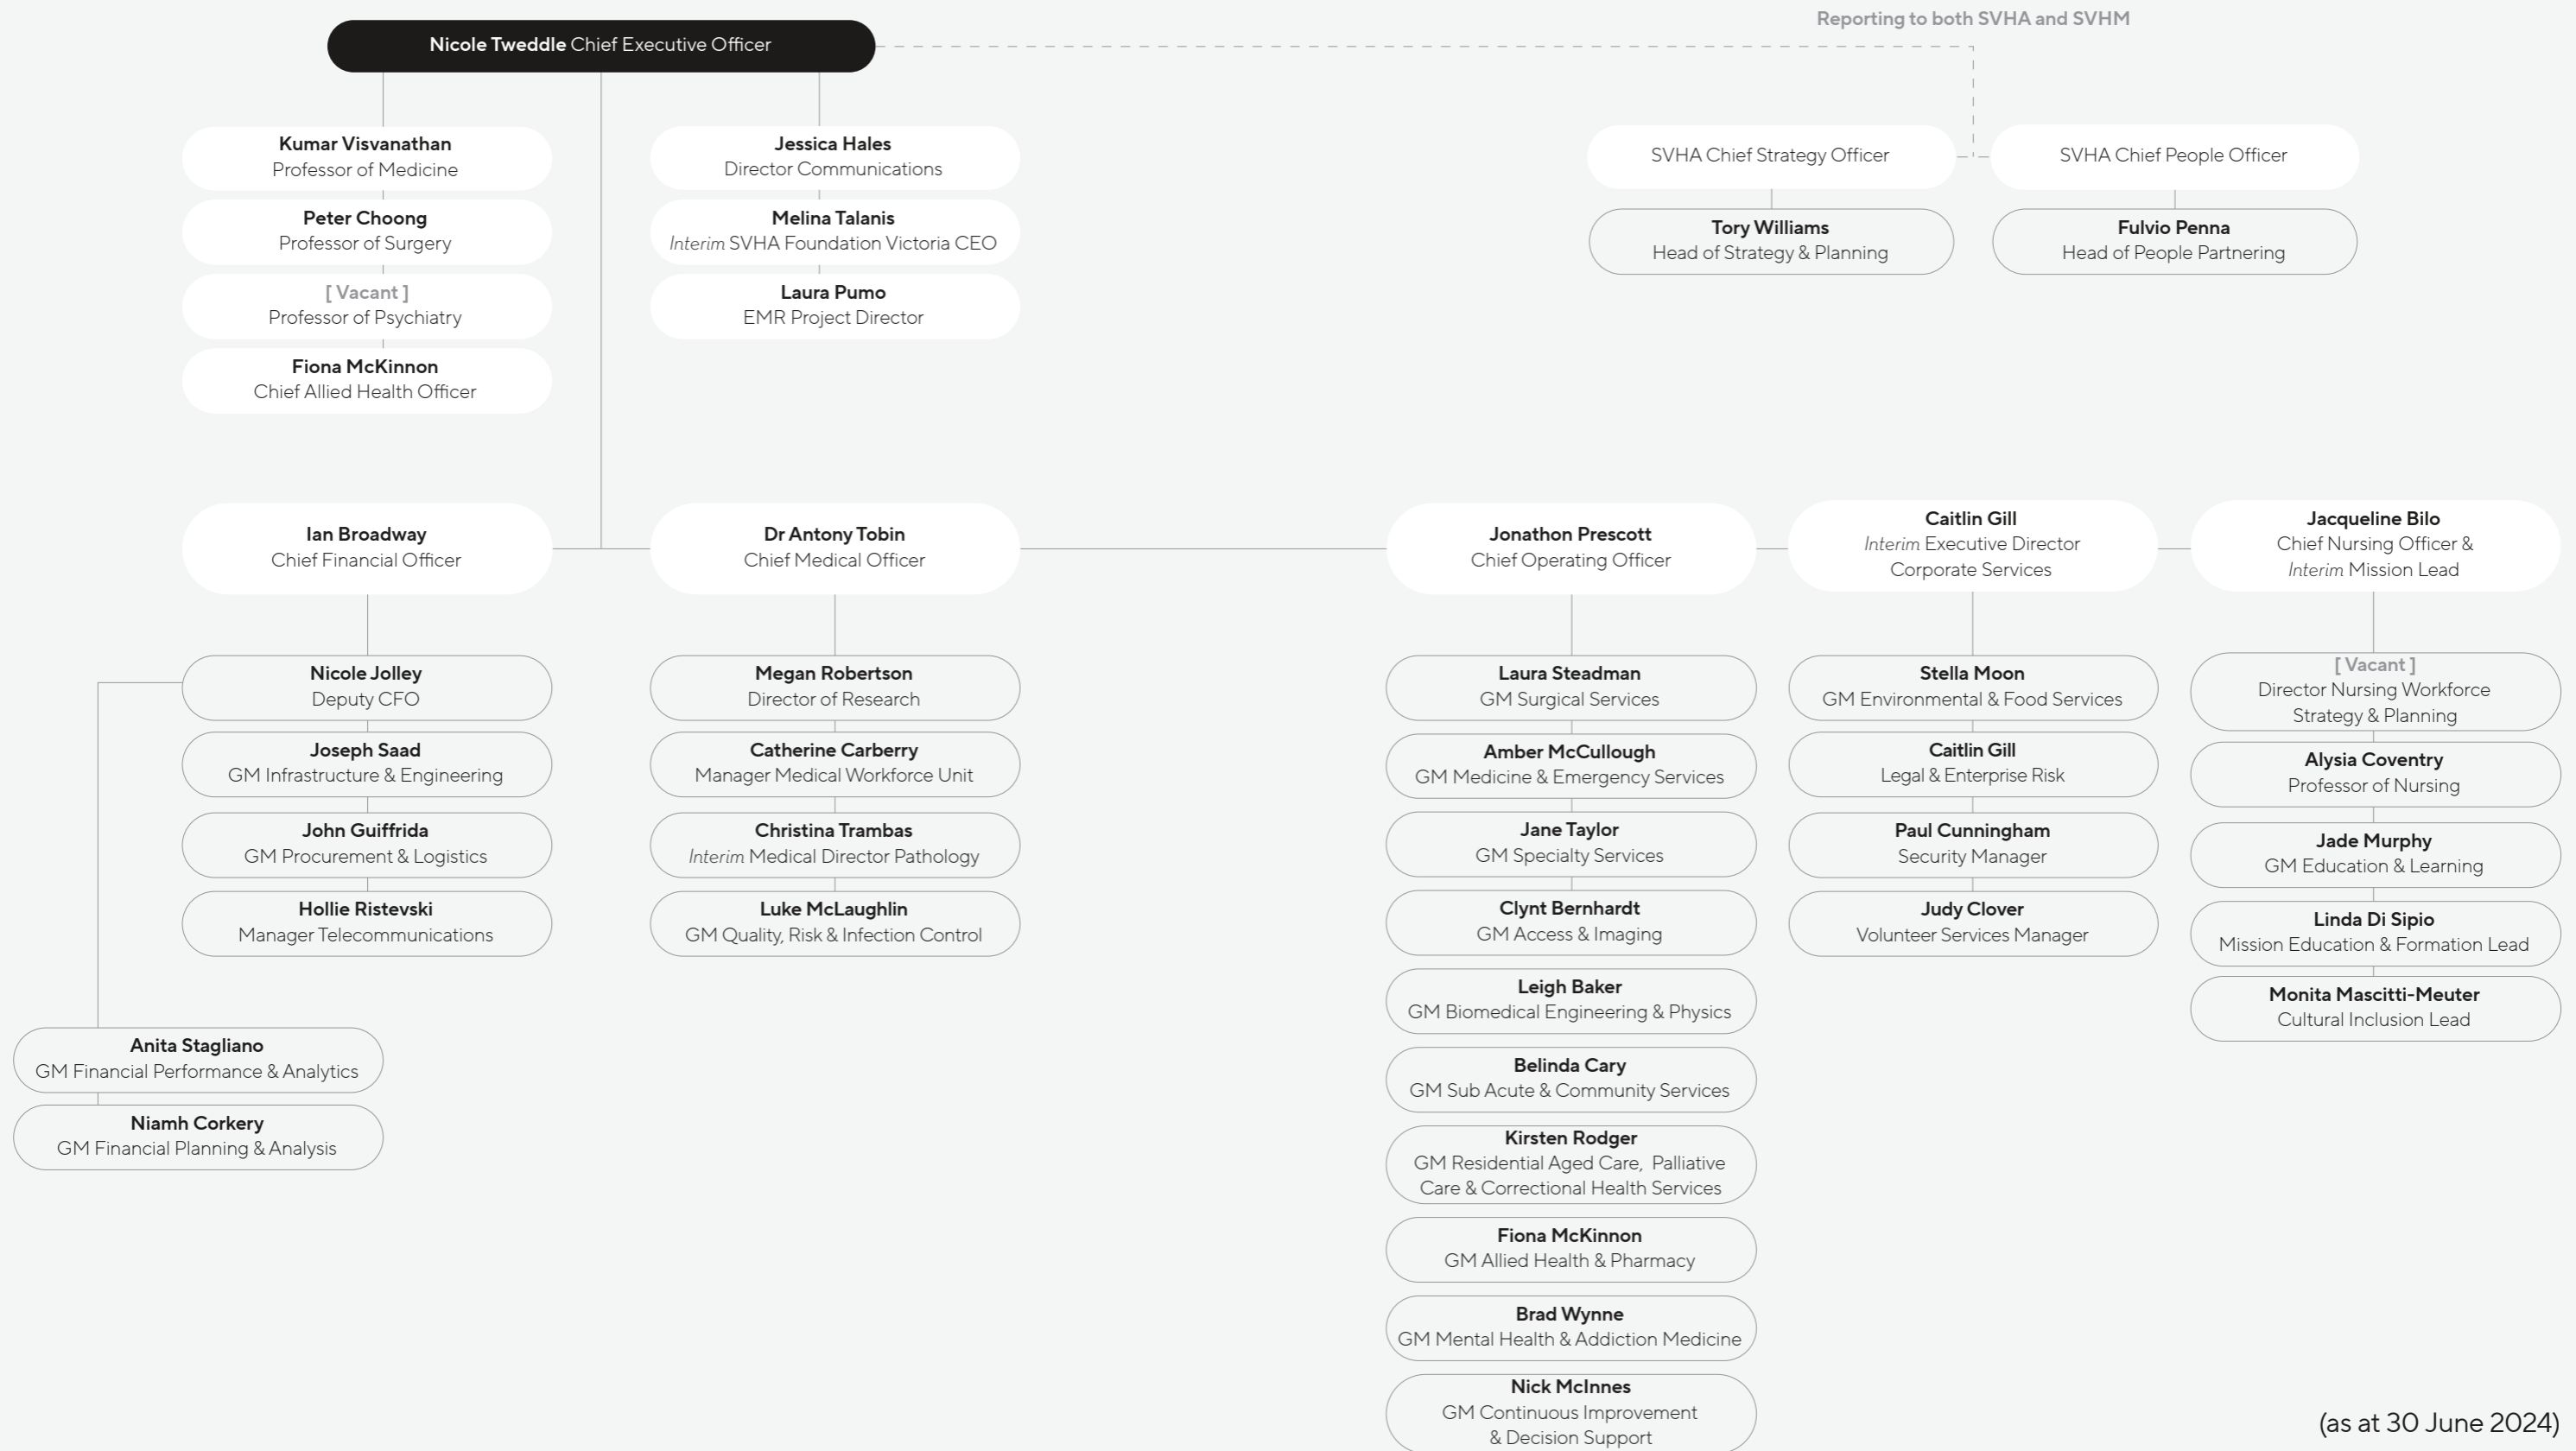 Reporting to both SVHA and SVHM
Nicole Tweddle Chief Executive Officer
Kumar Visvanathan
Professor of Medicine
Peter Choong
Professor of Surgery
[ Vacant ]
Professor of Psychiatry
Fiona McKinnon
Chief Allied Health Officer
Jessica Hales
Director Communications
Melina Talanis
Interim SVHA Foundation Victoria CEO
Laura Pumo
EMR Project Director
SVHA Chief Strategy Officer
Tory Williams
Head of Strategy & Planning
SVHA Chief People Officer
Fulvio Penna
Head of People Partnering
Ian Broadway
Chief Financial Officer
Nicole Jolley
Deputy CFO
Joseph Saad
GM Infrastructure & Engineering
John Guiffrida
GM Procurement & Logistics
Hollie Ristevski
Manager Telecommunications
Anita Stagliano
GM Financial Performance & Analytics
Niamh Corkery
GM Financial Planning & Analysis
Dr Antony Tobin
Chief Medical Officer
Megan Robertson
Director of Research
Catherine Carberry
Manager Medical Workforce Unit
Christina Trambas
Interim Medical Director Pathology
Luke McLaughlin
GM Quality, Risk & Infection Control
Jonathon Prescott
Chief Operating Officer
Laura Steadman
GM Surgical Services
Amber McCullough
GM Medicine & Emergency Services
Jane Taylor
GM Specialty Services
Clynt Bernhardt
GM Access & Imaging
Leigh Baker
GM Biomedical Engineering & Physics
Belinda Cary
GM Sub Acute & Community Services
Kirsten Rodger
GM Residential Aged Care, Palliative
Care & Correctional Health Services
Fiona McKinnon
GM Allied Health & Pharmacy
Brad Wynne
GM Mental Health & Addiction Medicine
Nick McInnes
GM Continuous Improvement
& Decision Support
Caitlin Gill
Interim Executive Director
Corporate Services
Stella Moon
GM Environmental & Food Services
Caitlin Gill
Legal & Enterprise Risk
Paul Cunningham
Security Manager
Judy Clover
Volunteer Services Manager
Jacqueline Bilo
Chief Nursing Officer &
Interim Mission Lead
[ Vacant ]
Director Nursing Workforce
Strategy & Planning
Alysia Coventry
Professor of Nursing
Jade Murphy
GM Education & Learning
Linda Di Sipio
Mission Education & Formation Lead
Monita Mascitti-Meuter
Cultural Inclusion Lead
(as at 30 June 2024)